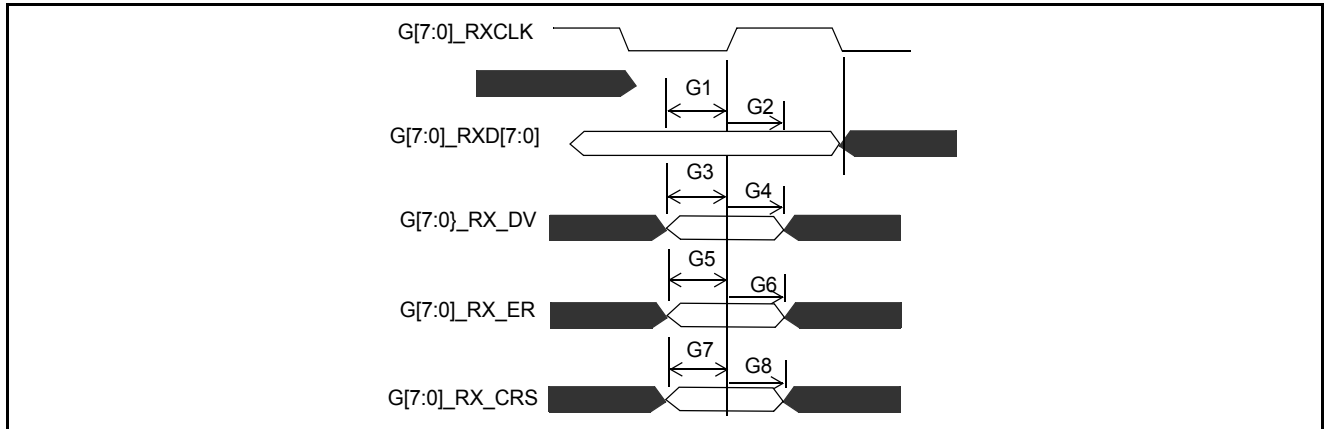 G[7:0]_RXCLK
G1
G2
G[7:0]_RXD[7:0]
G3
G4
G[7:0}_RX_DV
G5
G6
G[7:0]_RX_ER
G7
G8
G[7:0]_RX_CRS